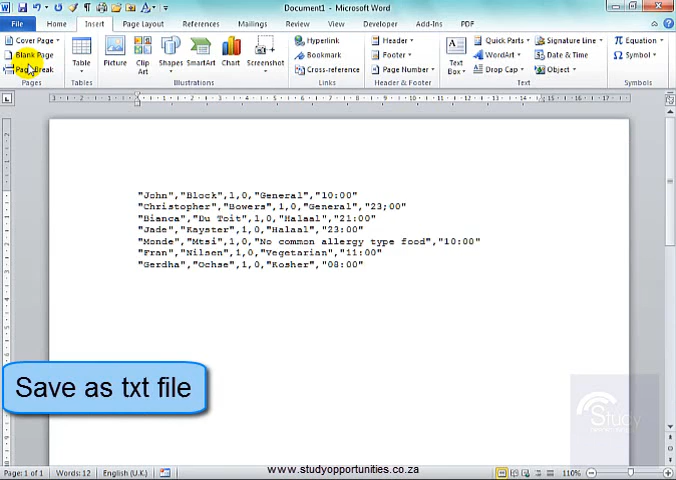 Document1 - Microsoft Word
File Insert Page Layout References Mailings Review View Developer Add-Ins PDF
Cover Page
Blank Page
Page Break
Pages
Table
Tables
Picture
Clip Art
Shapes
SmartArt
Chart
Screenshot
Illustrations
Hyperlink
Bookmark
Cross-reference
Links
Header
Footer
Page Number
Header & Footer
Text Box
Quick Parts
WordArt
Drop Cap
Signature Line
Date & Time
Object
Text
Equation
Symbol
Symbols
"John","Block",1,0,"General","10:00"
"Christopher","Bowers",1,0,"General","23;00"
"Bianca","Du Toit",1,0,"Halaal","21:00"
"Jade","Kayster",1,0,"Halaal","23:00"
"Monde","Mtsi",1,0,"No common allergy type food","10:00"
"Fran","Nilsen",1,0,"Vegetarian","11:00"
"Gerdha","Ochse",1,0,"Kosher","08:00"
Save as txt file
Study
Page: 1 of 1 Words: 12 English (U.K.) 110%
www.studyopportunities.co.za